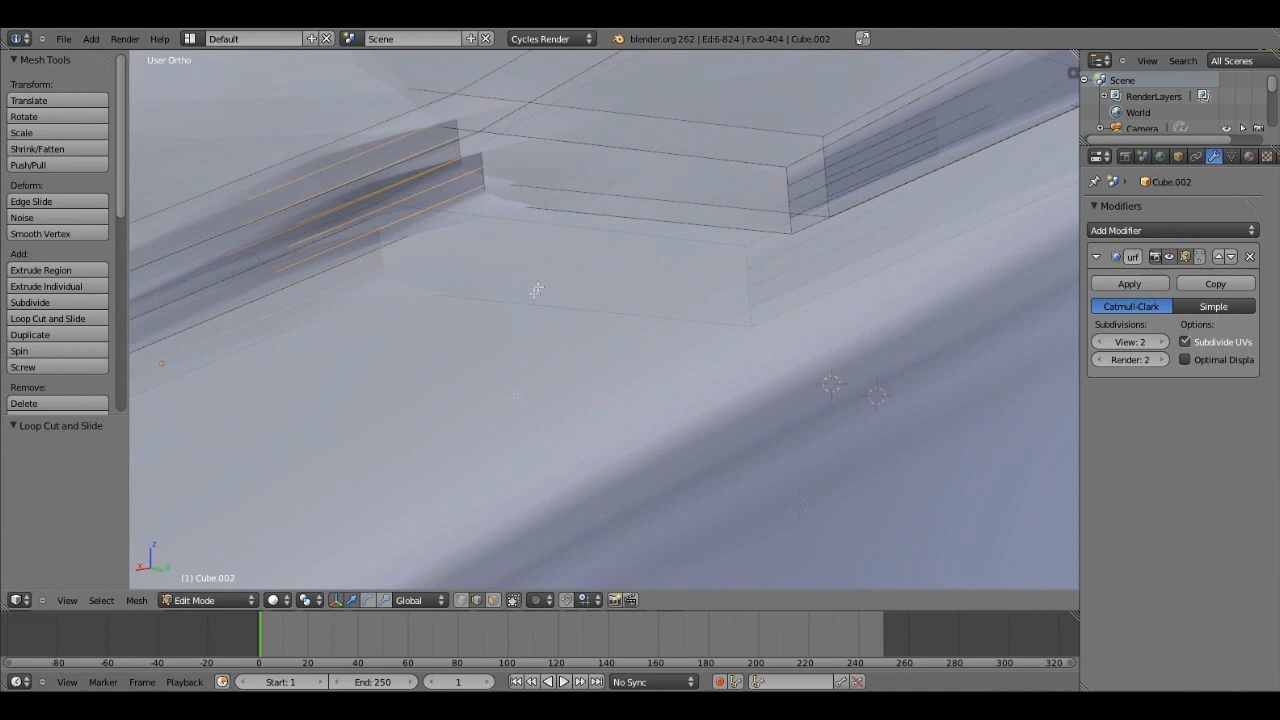 File Add Render Help Default Scene Cycles Render blender.org 262 | Ed:6-824 | Fa:0-404 | Cube.002
Mesh Tools
Transform:
Translate
Rotate
Scale
Shrink/Fatten
Push/Pull
Deform:
Edge Slide
Noise
Smooth Vertex
Add:
Extrude Region
Extrude Individual
Subdivide
Loop Cut and Slide
Duplicate
Spin
Screw
Remove:
Delete
Loop Cut and Slide
User Ortho
z
x
y
(1) Cube.002
View Search All Scenes
Scene
RenderLayers
World
Camera
Cube.002
Modifiers
Add Modifier
urf
Apply Copy
Catmull-Clark Simple
Subdivisions: Options:
View: 2 Subdivide UVs
Render: 2 Optimal Displa
View Select Mesh Edit Mode Global
-80 -60 -40 -20 0 20 40 60 80 100 120 140 160 180 200 220 240 260 280 300 320
View Marker Frame Playback Start: 1 End: 250 1 No Sync